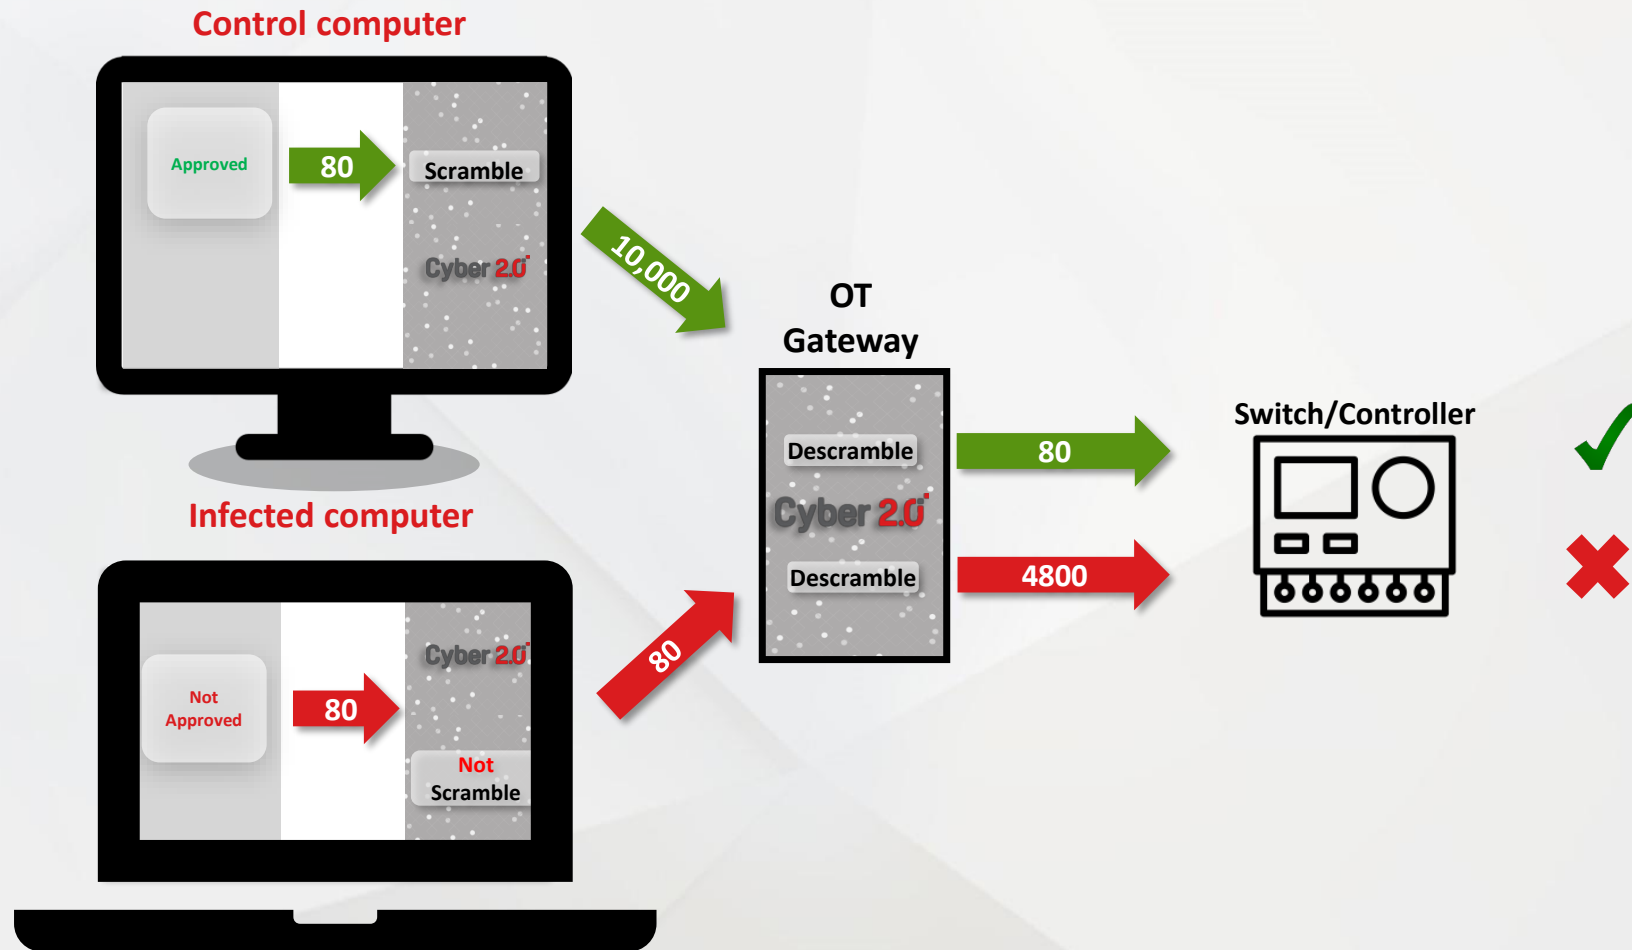 Control computer
Approved
80
Scramble
Cyber 2.0
10,000
OT
Gateway
Descramble
Cyber 2.0
Descramble
80
4800
Switch/Controller
Infected computer
Not
Approved
80
Cyber 2.0
Not
Scramble
80